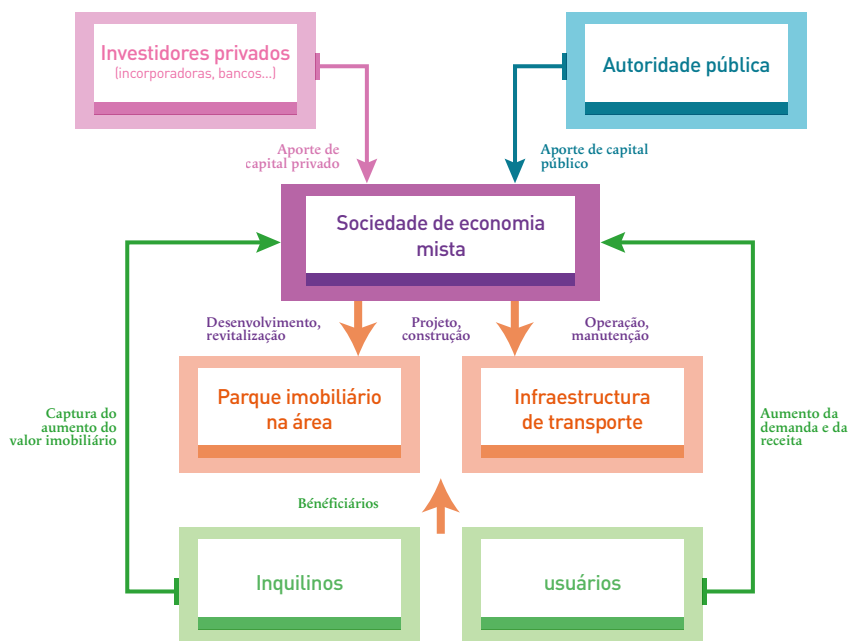 Investidores privados
(incorporadoras, bancos...)
Autoridade pública
Aporte de
capital privado
Aporte de capital
público
Sociedade de economia
mista
Desenvolvimento,
revitalização
Projeto,
construção
Operação,
manutenção
Parque imobiliário
na área
Infraestructura
de transporte
Captura do
aumento do
valor imobiliário
Aumento da
demanda e da
receita
Bénéficiários
Inquilinos
usuários